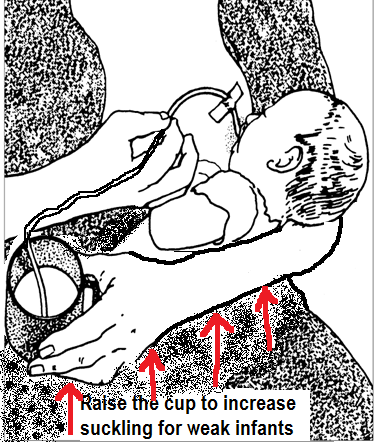 Raise the cup to increase
suckling for weak infants